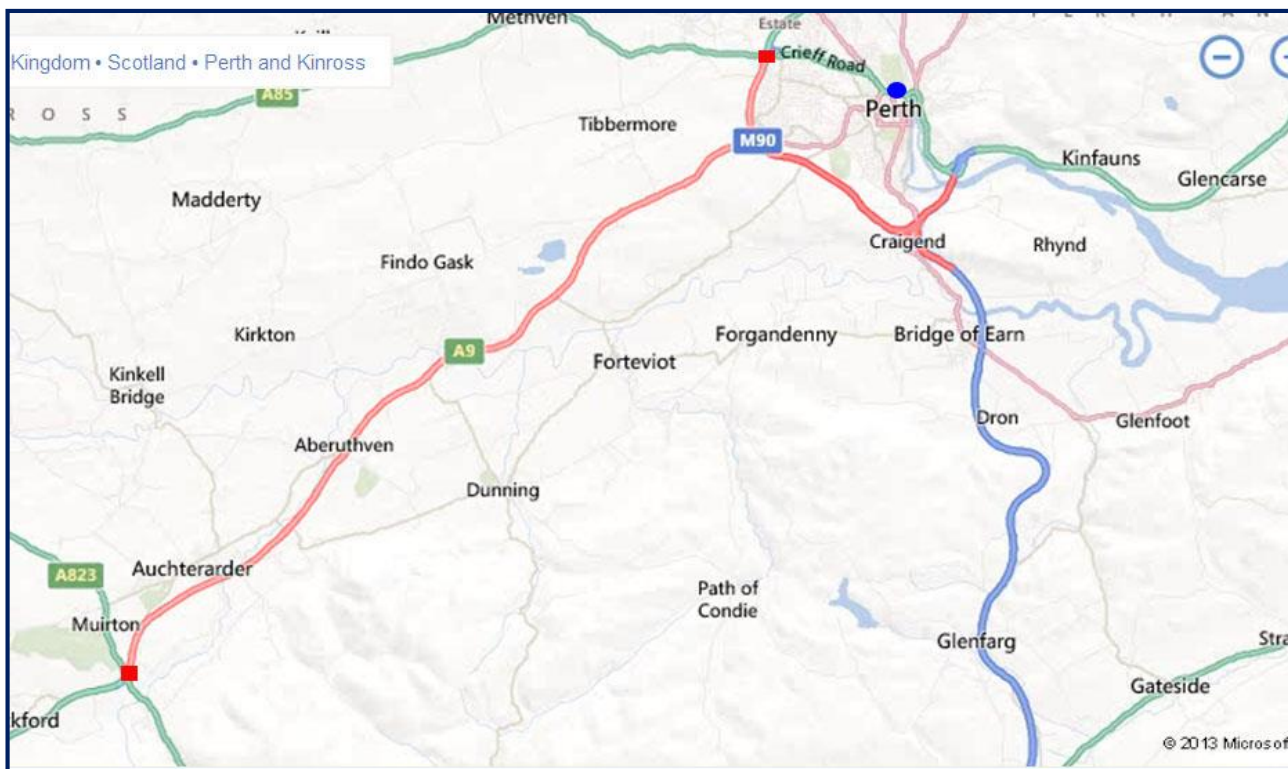 Methven
Estate
Kingdom • Scotland • Perth and Kinross
Crieff Road
A85
Perth
R O S S
Tibbermore
M90
Kinfauns
Glencarse
Madderty
Craigend
Rhynd
Findo Gask
Kirkton
Forgandenny
Bridge of Earn
A9
Forteviot
Kinkell
Bridge
Dron
Glenfoot
Aberuthven
Dunning
Auchterarder
A823
Path of
Condie
Muirton
Glenfarg
Stra
Gateside
kford
© 2013 Microsof